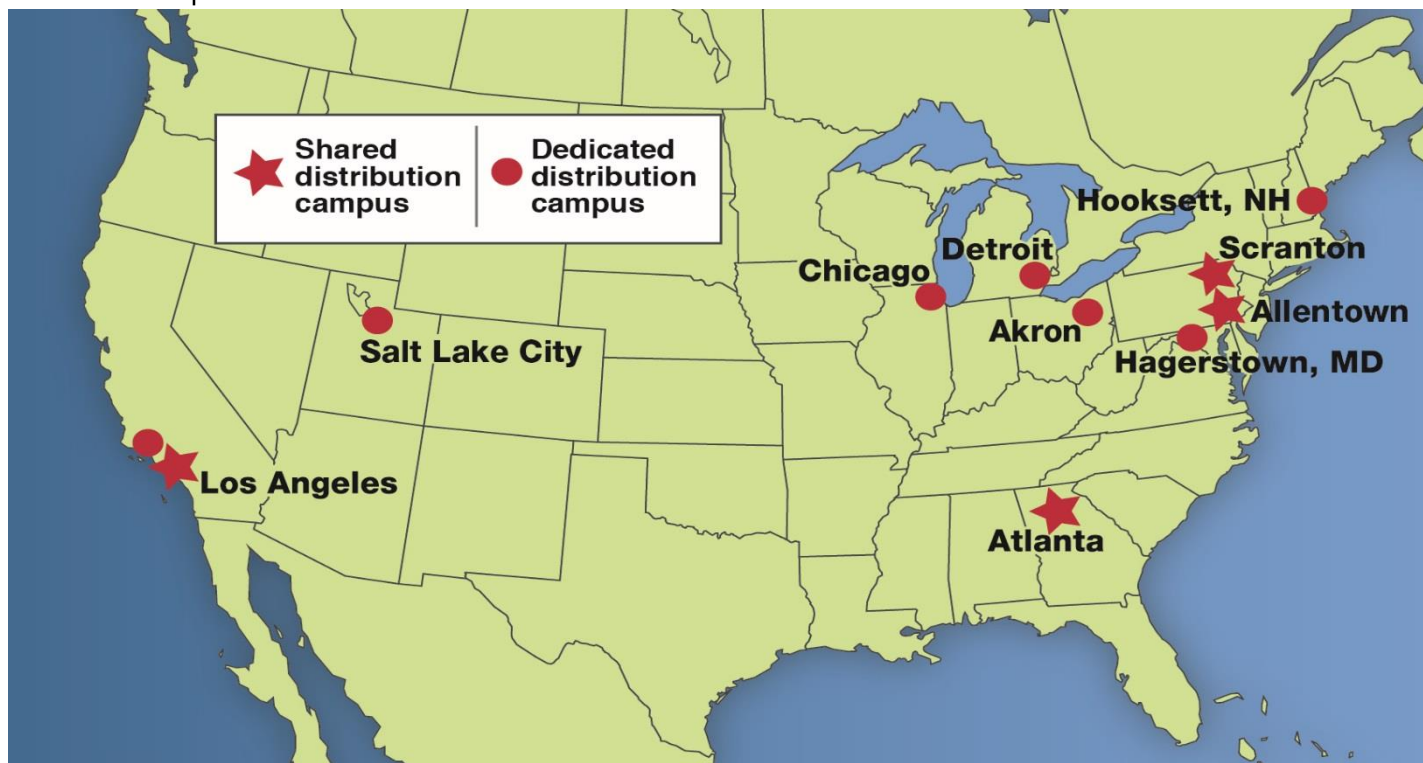 Shared
distribution
campus
Dedicated
distribution
campus
Hooksett, NH
Scranton
Detroit
Chicago
Allentown
Akron
Hagerstown, MD
Salt Lake City
Los Angeles
Atlanta